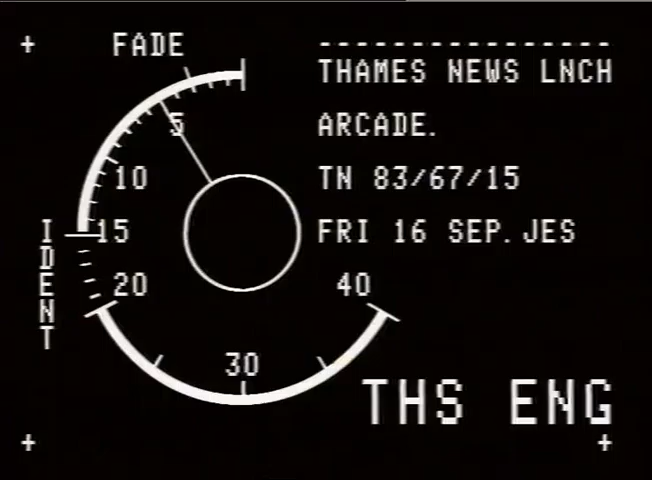 FADE
----------------
THAMES NEWS LNCH
5
ARCADE.
10
TN 83/67/15
15
FRI 16 SEP. JES
IDENT
20
40
30
THS ENG